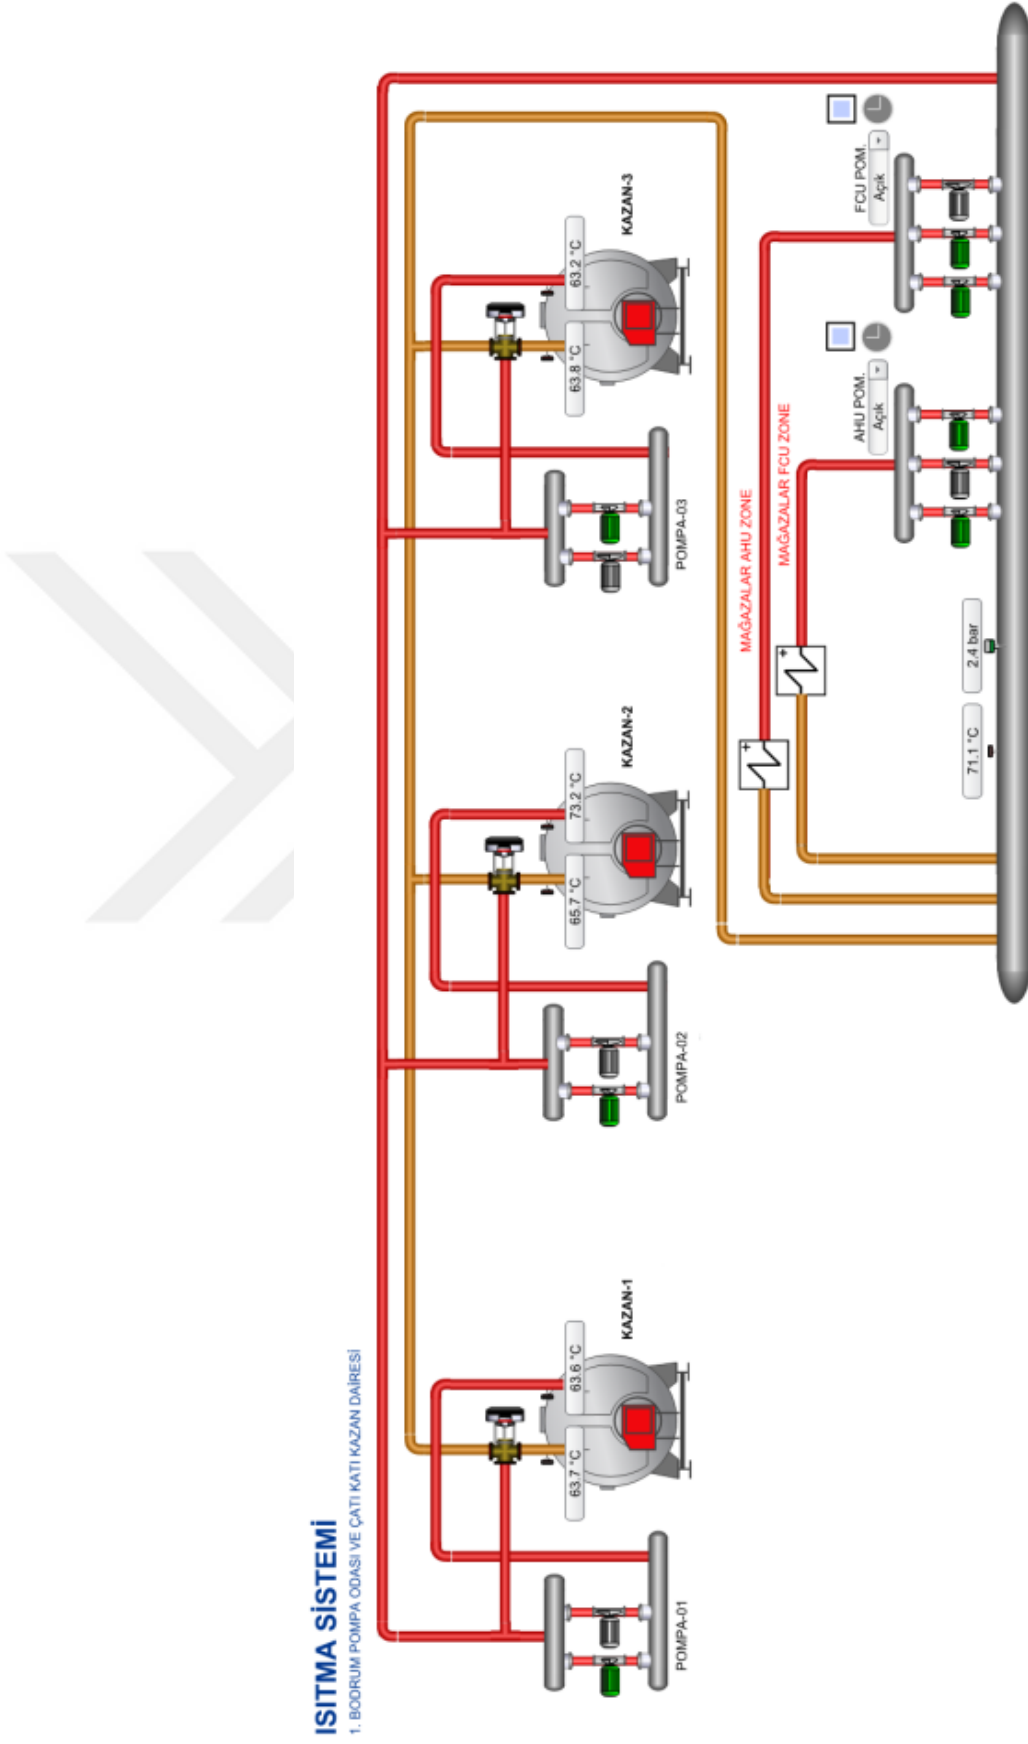 ISITMA SİSTEMİ
1. BODRUM POMPA ODASI VE ÇATI KATI KAZAN DAİRESİ
63.7 °C
63.6 °C
KAZAN-1
POMPA-01
65.7 °C
73.2 °C
KAZAN-2
POMPA-02
63.8 °C
63.2 °C
KAZAN-3
POMPA-03
MAĞAZALAR AHU ZONE
MAĞAZALAR FCU ZONE
AHU POM.
Açık
FCU POM.
Açık
71.1 °C
2.4 bar